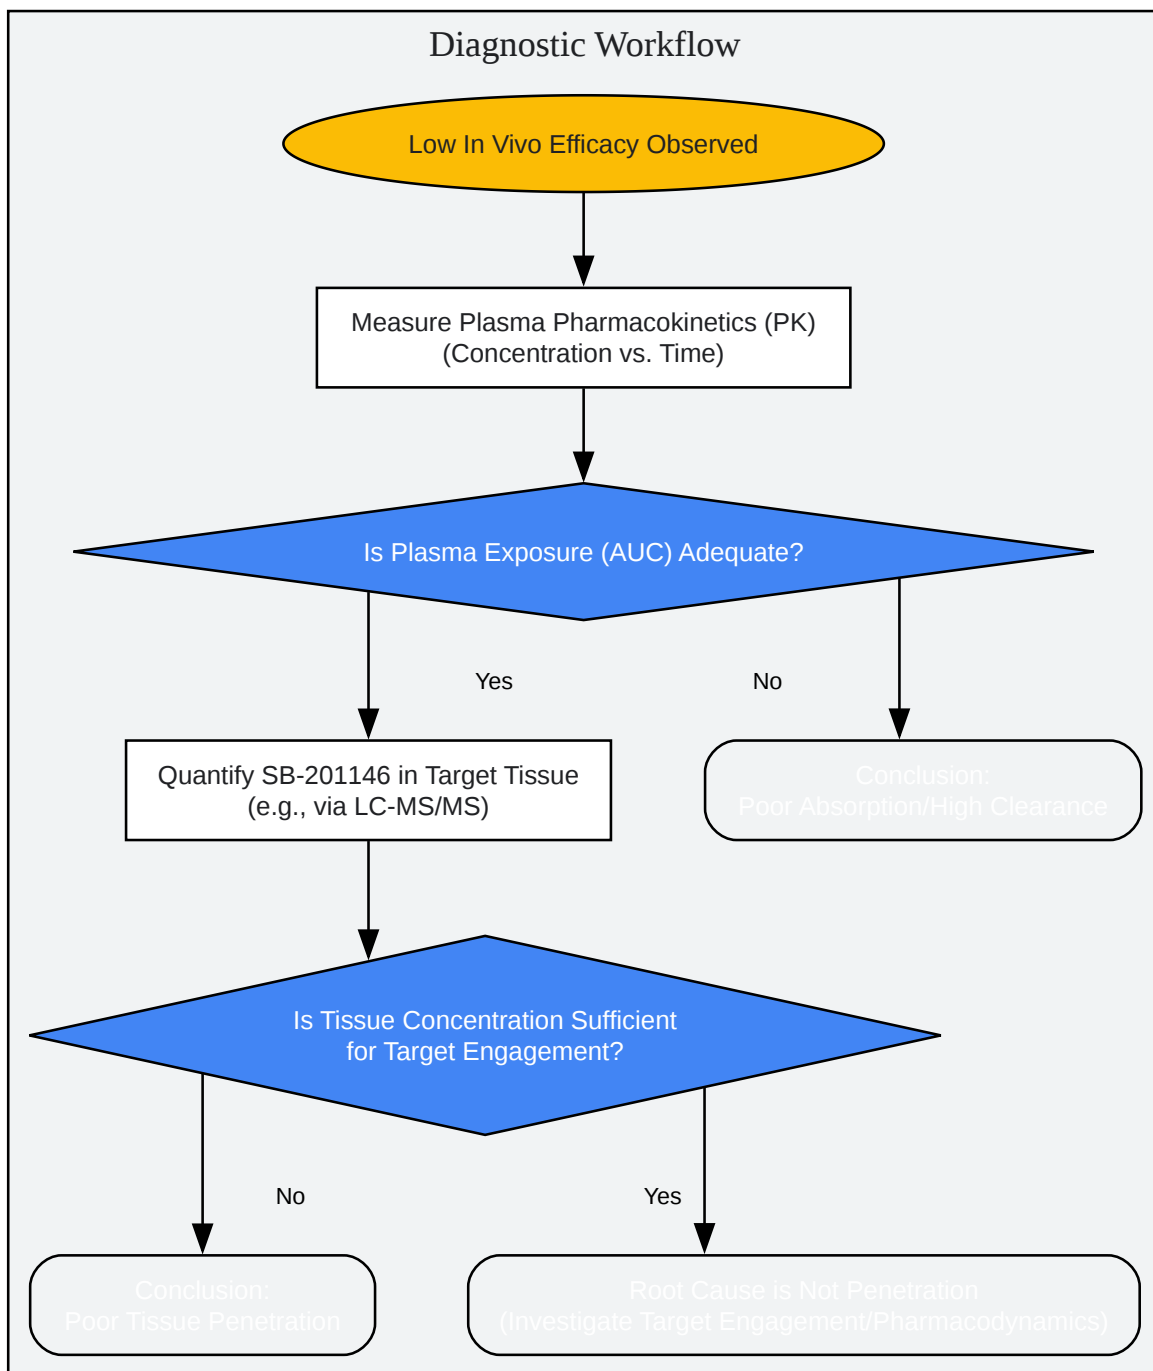 Diagnostic Workflow
Low In Vivo Efficacy Observed
Measure Plasma Pharmacokinetics (PK)
(Concentration vs. Time)
Is Plasma Exposure (AUC) Adequate?
Yes
No
Quantify SB-201146 in Target Tissue
(e.g., via LC-MS/MS)
Conclusion:
Poor Absorption/High Clearance
Is Tissue Concentration Sufficient
for Target Engagement?
No
Yes
Conclusion:
Poor Tissue Penetration
Root Cause is Not Penetration
(Investigate Target Engagement/Pharmacodynamics)